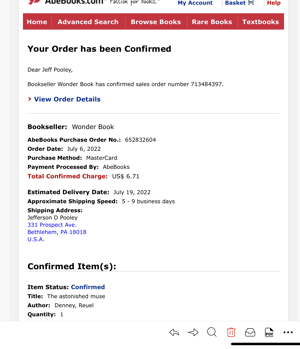 AbeBooks.com Passion for books.
My Account Basket Help
Home Advanced Search Browse Books Rare Books Textbooks
Your Order has been Confirmed
Dear Jeff Pooley,
Bookseller Wonder Book has confirmed sales order number 713484397.
> View Order Details
Bookseller: Wonder Book
AbeBooks Purchase Order No.: 652832604
Order Date: July 6, 2022
Purchase Method: MasterCard
Payment Processed By: AbeBooks
Total Confirmed Charge: US$ 6.71
Estimated Delivery Date: July 19, 2022
Approximate Shipping Speed: 5 - 9 business days
Shipping Address:
Jefferson D Pooley
331 Prospect Ave.
Bethlehem, PA 18018
U.S.A.
Confirmed Item(s):
Item Status: Confirmed
Title: The astonished muse
Author: Denney, Reuel
Quantity: 1
PDF